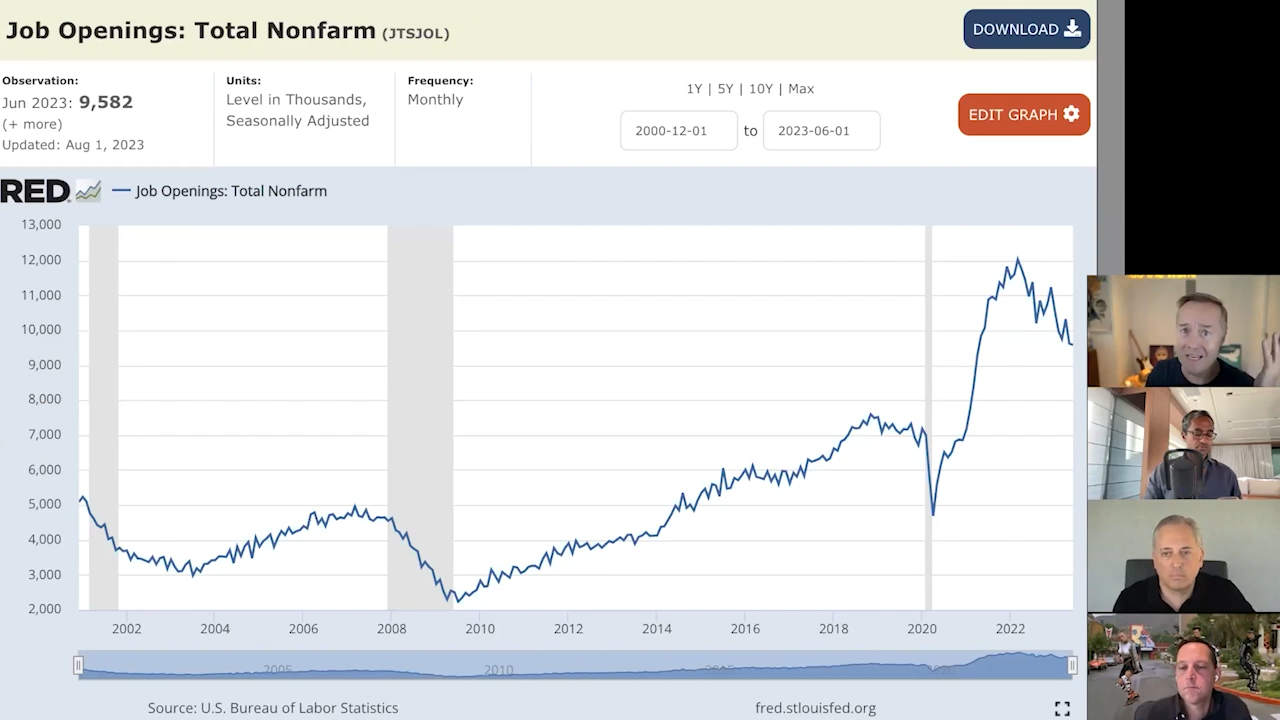 Job Openings: Total Nonfarm (JTSJOL)
DOWNLOAD
Observation:
Jun 2023: 9,582
(+ more)
Updated: Aug 1, 2023
Units:
Level in Thousands,
Seasonally Adjusted
Frequency:
Monthly
1Y | 5Y | 10Y | Max
2000-12-01 to 2023-06-01
EDIT GRAPH
RED
Job Openings: Total Nonfarm
13,000
12,000
11,000
10,000
9,000
8,000
7,000
6,000
5,000
4,000
3,000
2,000
2002 2004 2006 2008 2010 2012 2014 2016 2018 2020 2022
2005 2010 2015 2020
Source: U.S. Bureau of Labor Statistics
fred.stlouisfed.org